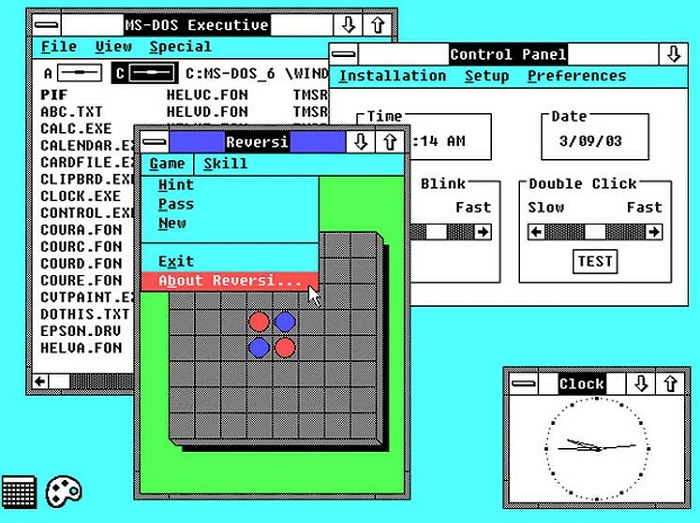 MS-DOS Executive
File View Special
A C C:MS-DOS_6 \WIND
PIF HELVC.FON TMSR
ABC.TXT HELVD.FON TMSR
CALC.EXE
CALENDAR.E
CARDFILE.E
CLIPBRD.EX
CLOCK.EXE
CONTROL.EX
COURA.FON
COURC.FON
COURD.FON
COURE.FON
CVTPAINT.E
DOTHIS.TXT
EPSON.DRV
HELVA.FON
Control Panel
Installation Setup Preferences
Time
:14 AM
Date
3/09/03
Blink
Fast
Double Click
Slow Fast
TEST
Reversi
Game Skill
Hint
Pass
New
Exit
About Reversi...
Clock